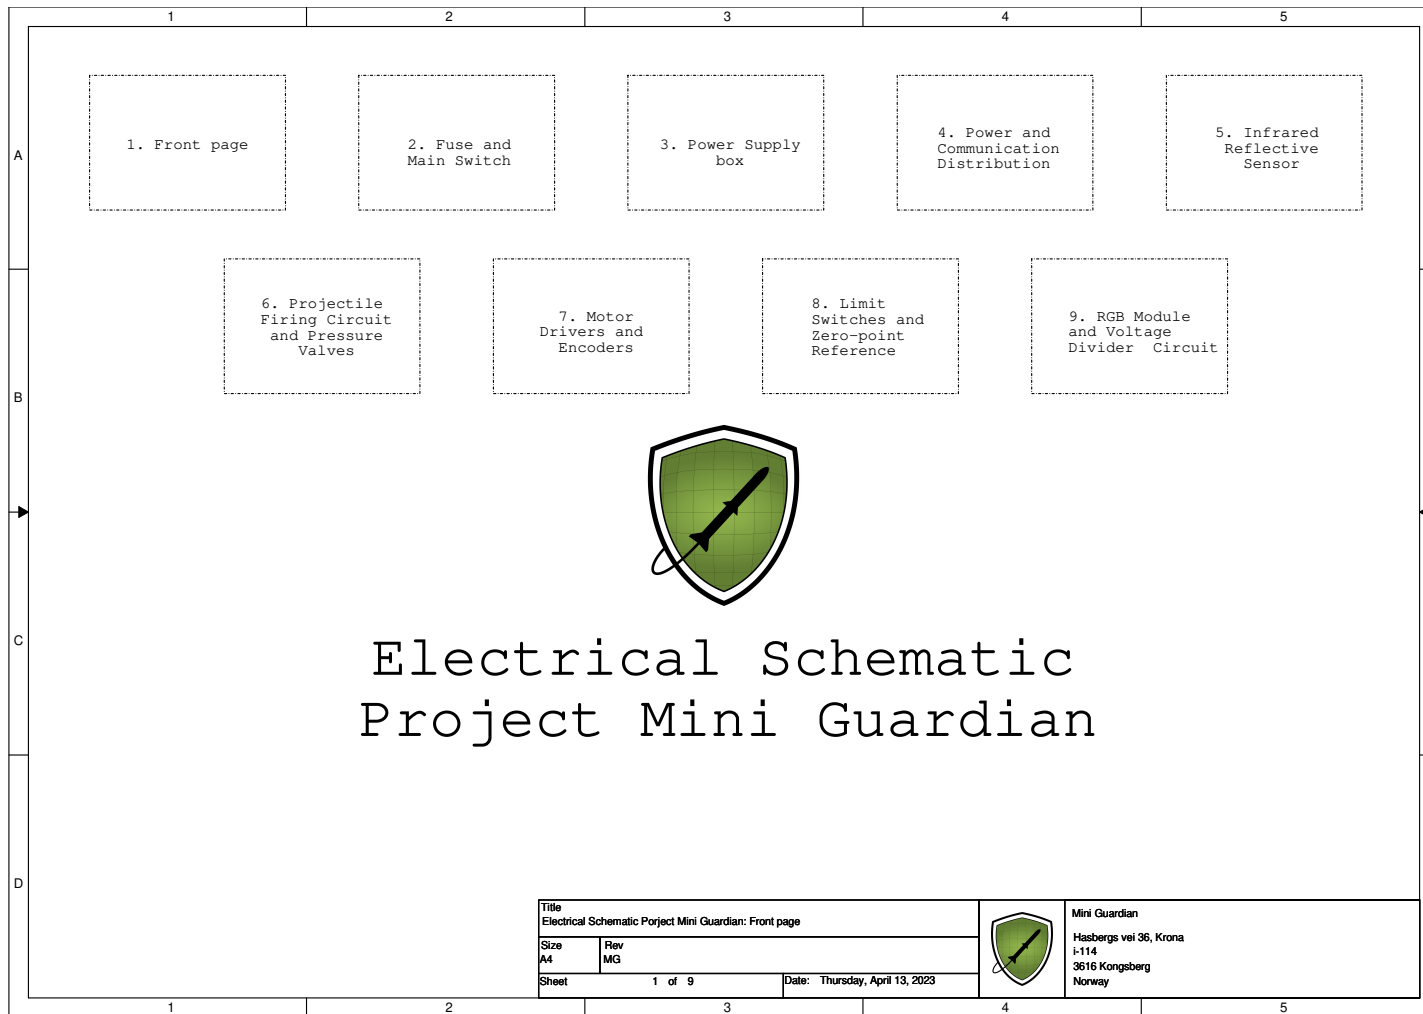 1 2 3 4 5
A
1. Front page
2. Fuse and
Main Switch
3. Power Supply
box
4. Power and
Communication
Distribution
5. Infrared
Reflective
Sensor
6. Projectile
Firing Circuit
and Pressure
Valves
7. Motor
Drivers and
Encoders
8. Limit
Switches and
Zero-point
Reference
9. RGB Module
and Voltage
Divider Circuit
B
C
Electrical Schematic
Project Mini Guardian
D
Title
Electrical Schematic Porject Mini Guardian: Front page
Size Rev
A4 MG
Sheet 1 of 9 Date: Thursday, April 13, 2023
Mini Guardian
Hasbergs vei 36, Krona
i-114
3616 Kongsberg
Norway
1 2 3 4 5